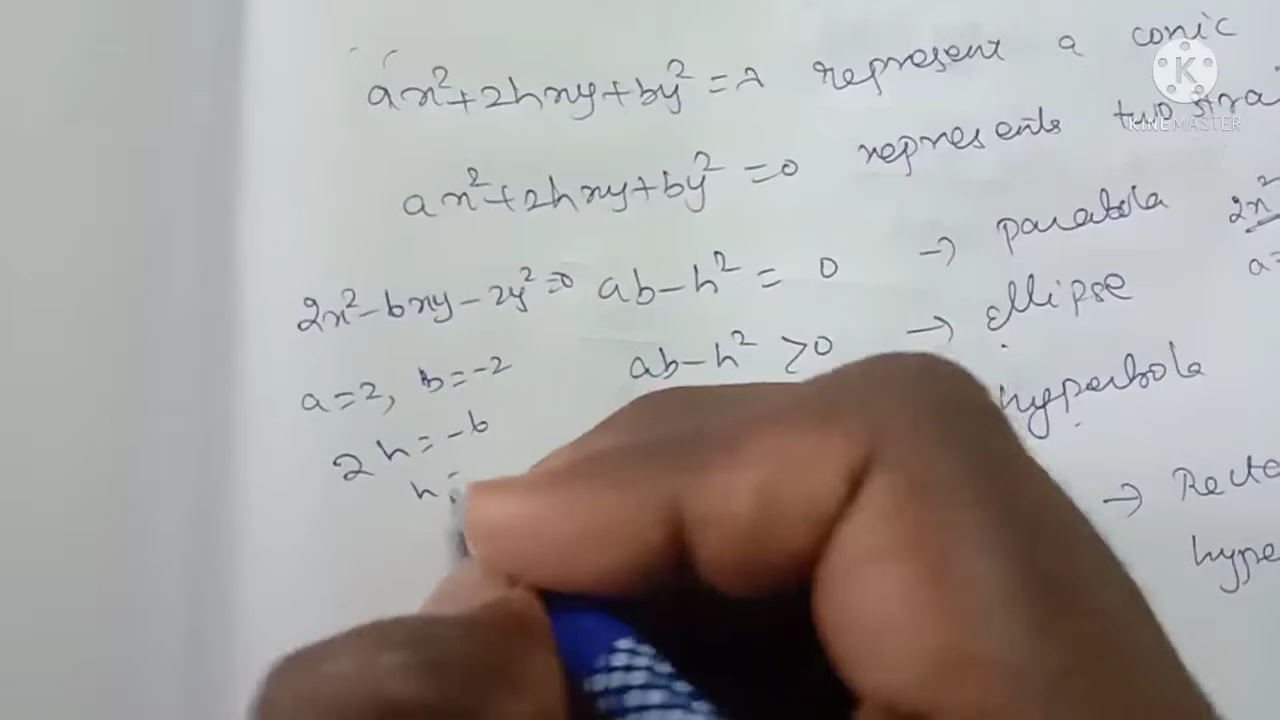 ax²+2hxy+by²=λ represent a conic
ax²+2hxy+by²=0 represents two stra
2x²-6xy-2y²=0 ab-h² = 0 → parabola 2x²
ab-h² >0 → ellipse a=
a=2, b=-2 hyperbola
2h=-6
h=
→ Recta
hype
K
KINEMASTER